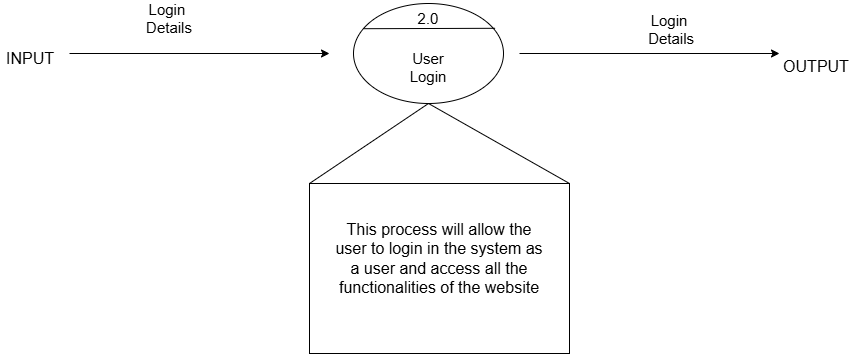 Login
Details
INPUT
2.0
User
Login
Login
Details
OUTPUT
This process will allow the
user to login in the system as
a user and access all the
functionalities of the website